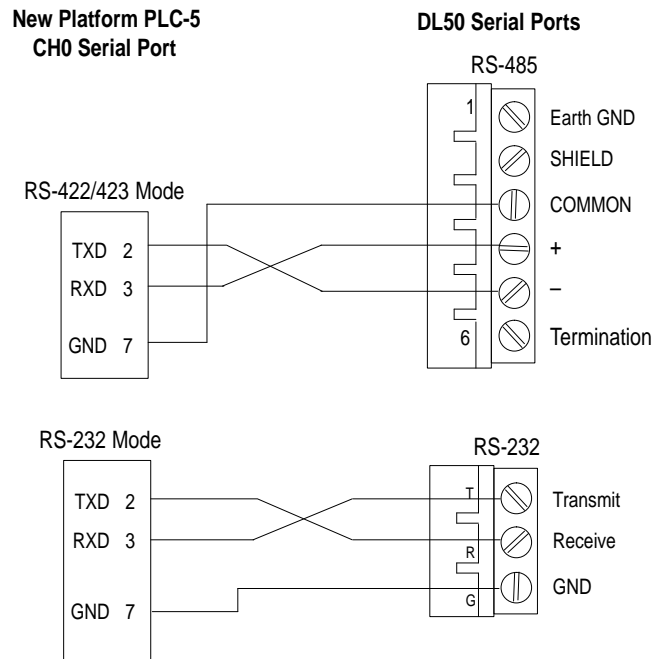 New Platform PLC-5
CH0 Serial Port
DL50 Serial Ports
RS-485
1
Earth GND
SHIELD
RS-422/423 Mode
COMMON
TXD 2
+
RXD 3
–
GND 7
6
Termination
RS-232 Mode
RS-232
TXD 2
T
Transmit
RXD 3
R
Receive
GND 7
G
GND